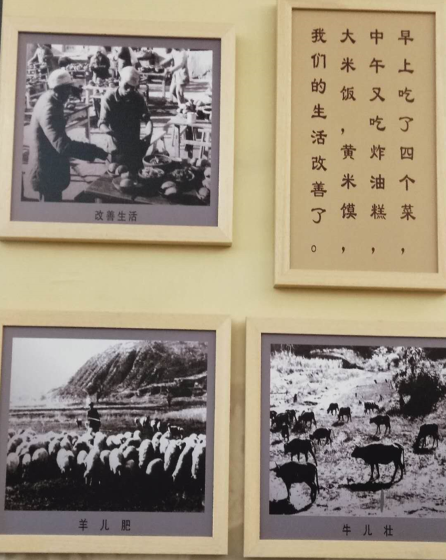 早上吃了四个菜，
中午又吃炸油糕，
大米饭，黄米馍，
我们的生活改善了。
改善生活
羊儿肥
牛儿壮